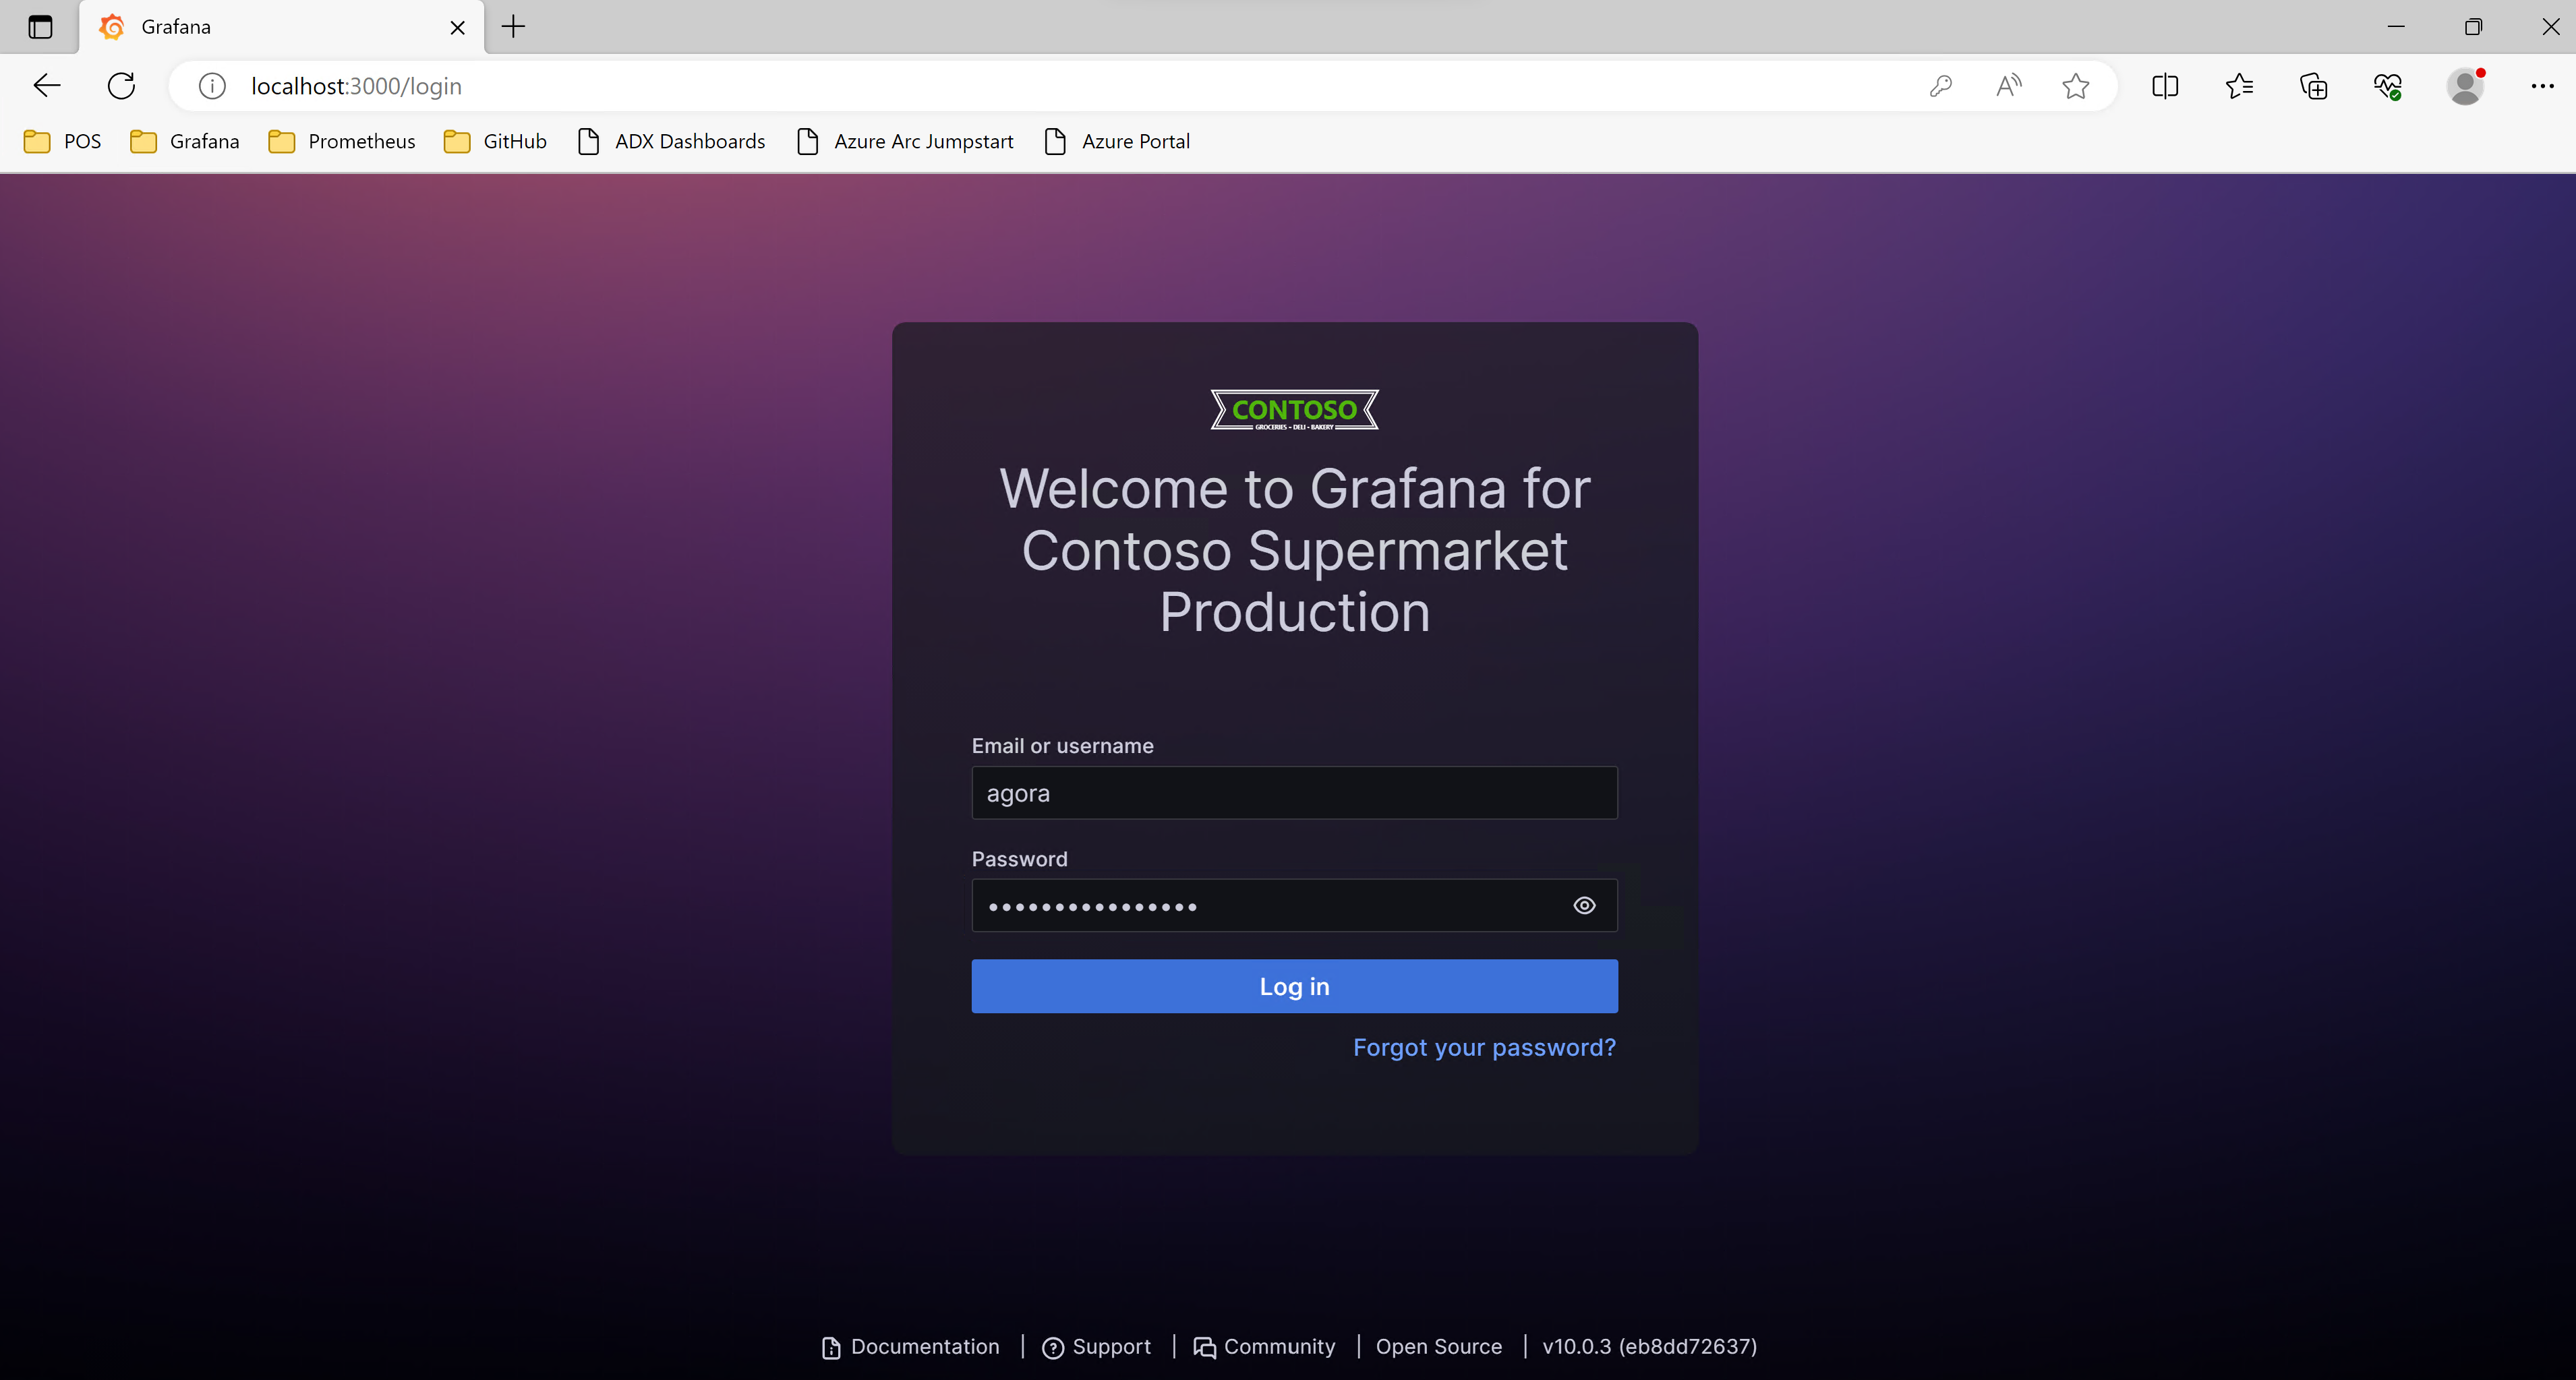 Grafana
localhost:3000/login
POS Grafana Prometheus GitHub ADX Dashboards Azure Arc Jumpstart Azure Portal
CONTOSO
GROCERIES - DELI - BAKERY
Welcome to Grafana for
Contoso Supermarket
Production
Email or username
agora
Password
••••••••••••••••
Log in
Forgot your password?
Documentation | Support | Community | Open Source | v10.0.3 (eb8dd72637)